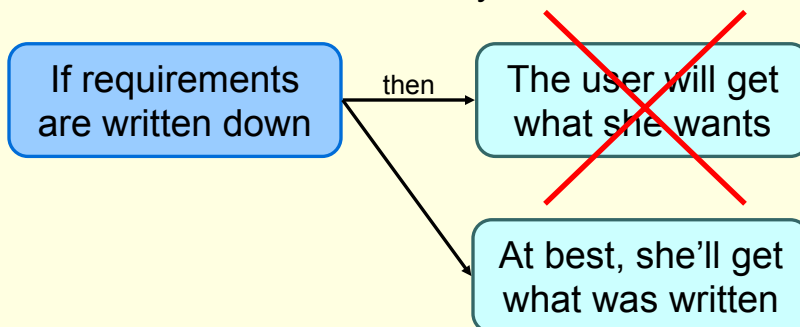 If requirements
are written down
then
The user will get
what she wants
At best, she’ll get
what was written